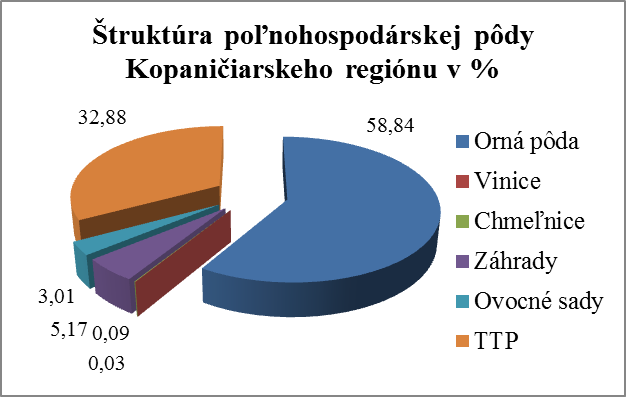 Štruktúra poľnohospodárskej pôdy
Kopaničiarskeho regiónu v %
32,88
58,84
3,01
5,17
0,09
0,03
Orná pôda
Vinice
Chmeľnice
Záhrady
Ovocné sady
TTP